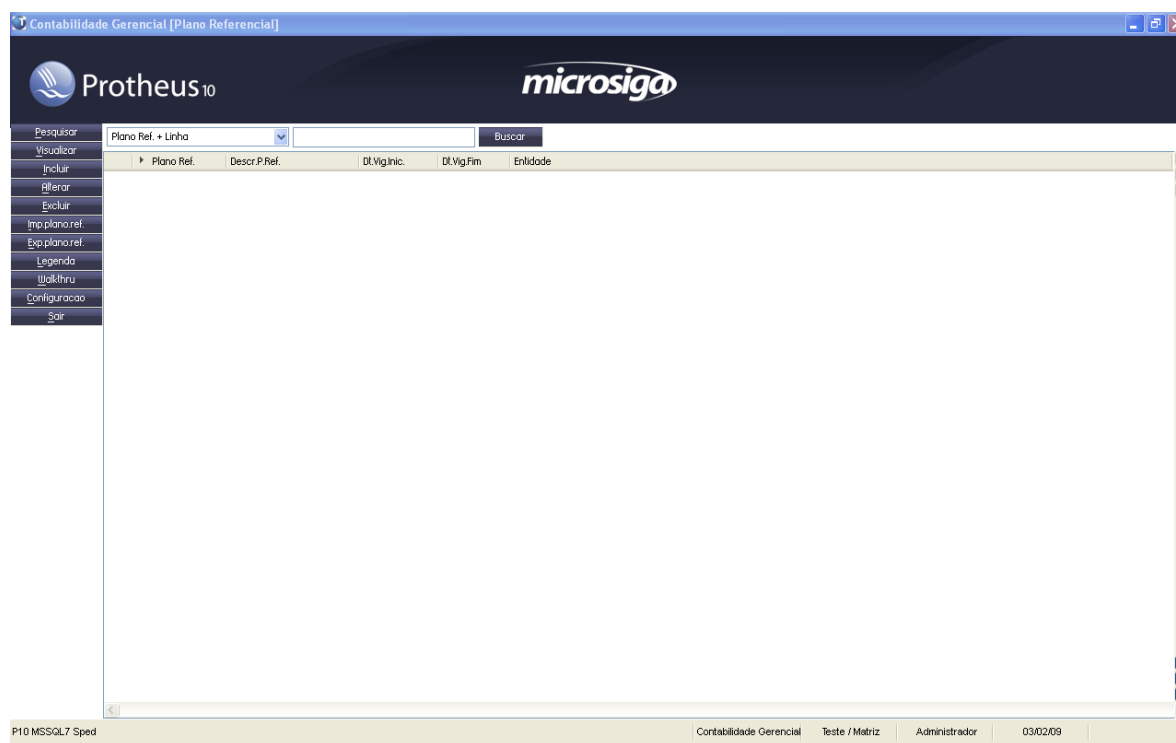 Contabilidade Gerencial [Plano Referencial]
Protheus 10
microsiga
Pesquisar
Visualizar
Incluir
Alterar
Excluir
Imp.plano.ref.
Exp.plano.ref.
Legenda
Walkthru
Configuracao
Sair
Plano Ref. + Linha Buscar
Plano Ref. Descr.P.Ref. Dt.Vig.Inic. Dt.Vig.Fim Entidade
P10 MSSQL7 Sped Contabilidade Gerencial Teste / Matriz Administrador 03/02/09